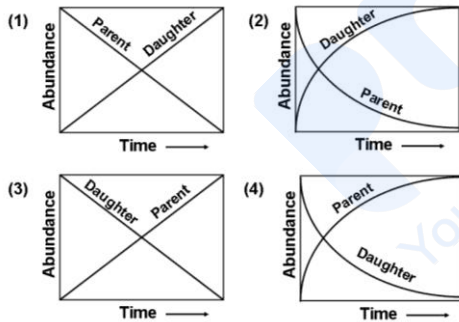 (1)
Abundance
Parent
Daughter
Time
(2)
Abundance
Daughter
Parent
Time
(3)
Abundance
Daughter
Parent
Time
(4)
Abundance
Parent
Daughter
Time